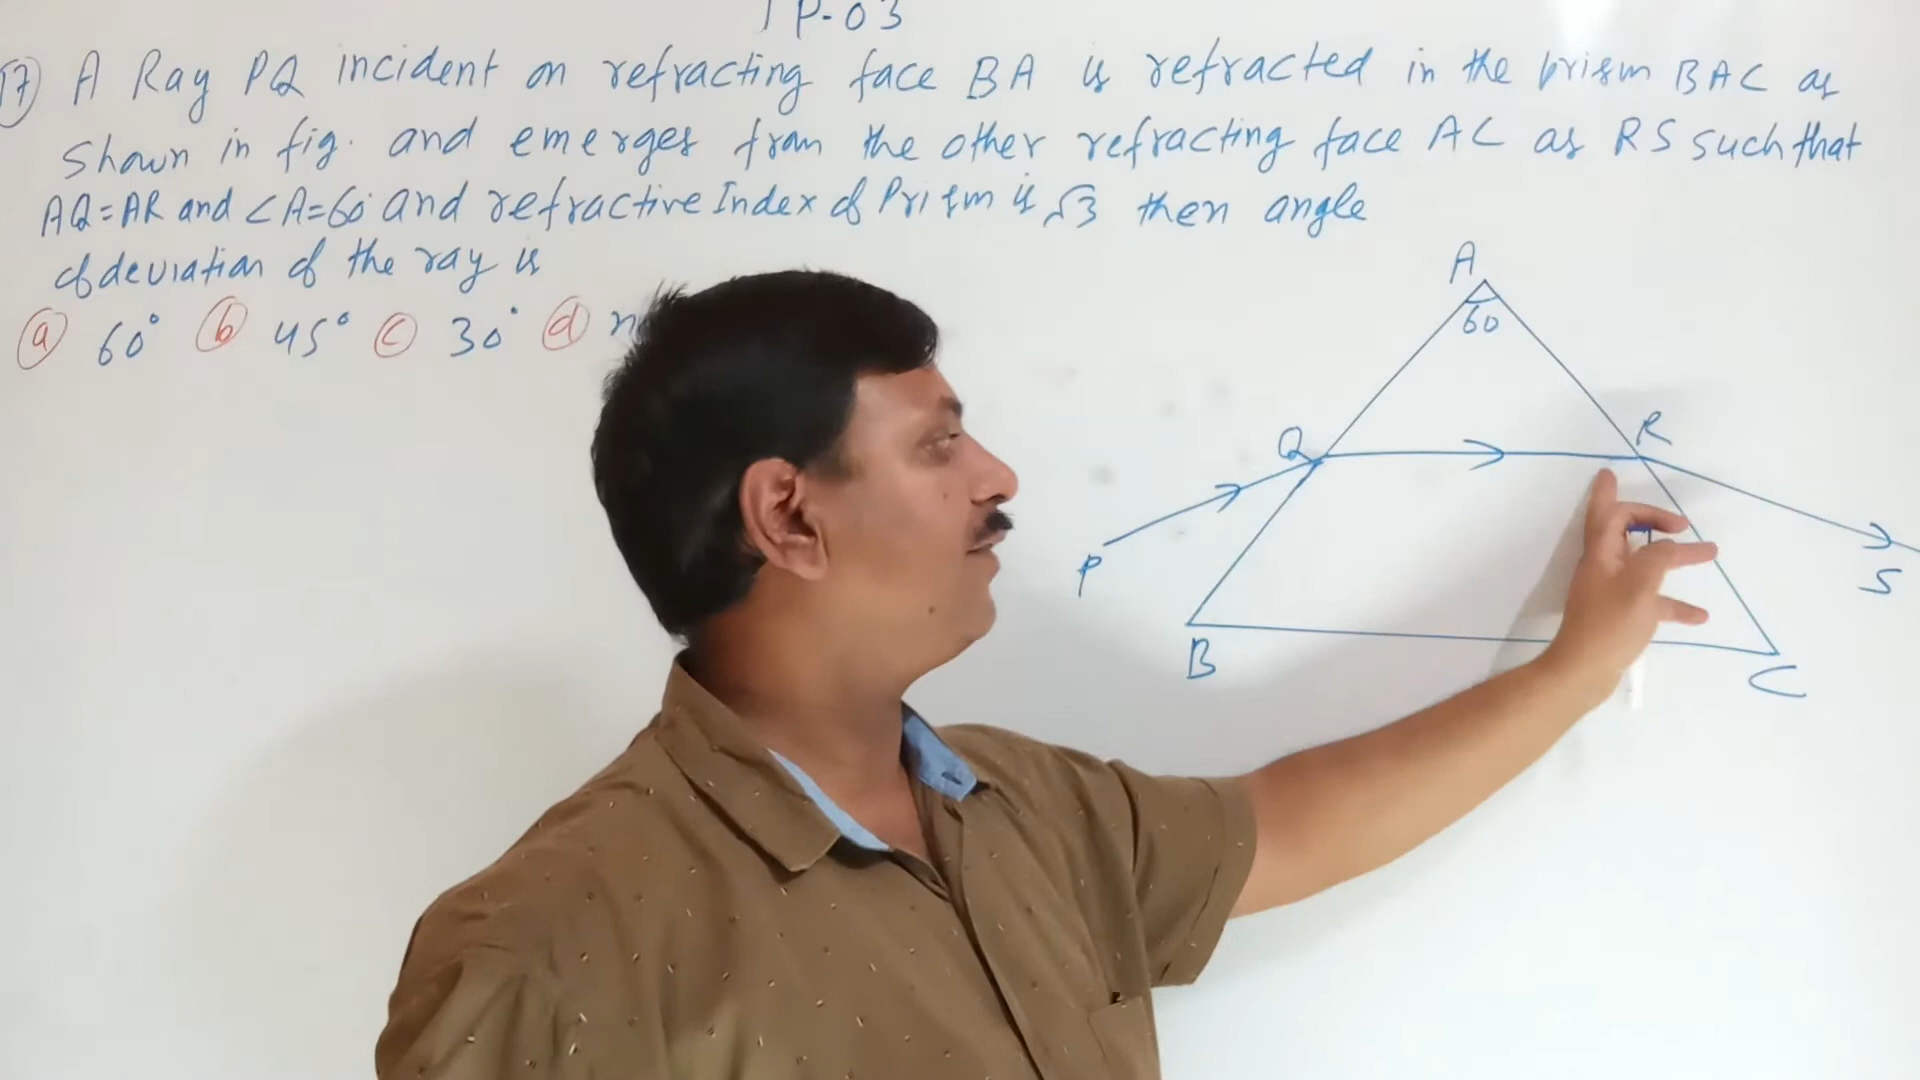 TP-03
17 A Ray PQ incident on refracting face BA is refracted in the prism BAC as
Shown in fig. and emerges from the other refracting face AC as RS such that
AQ=AR and ∠A=60° and refractive Index of Prism is √3 then angle
of deviation of the ray is
a 60° b 45° c 30° d
A
60
Q
R
P
S
B
C